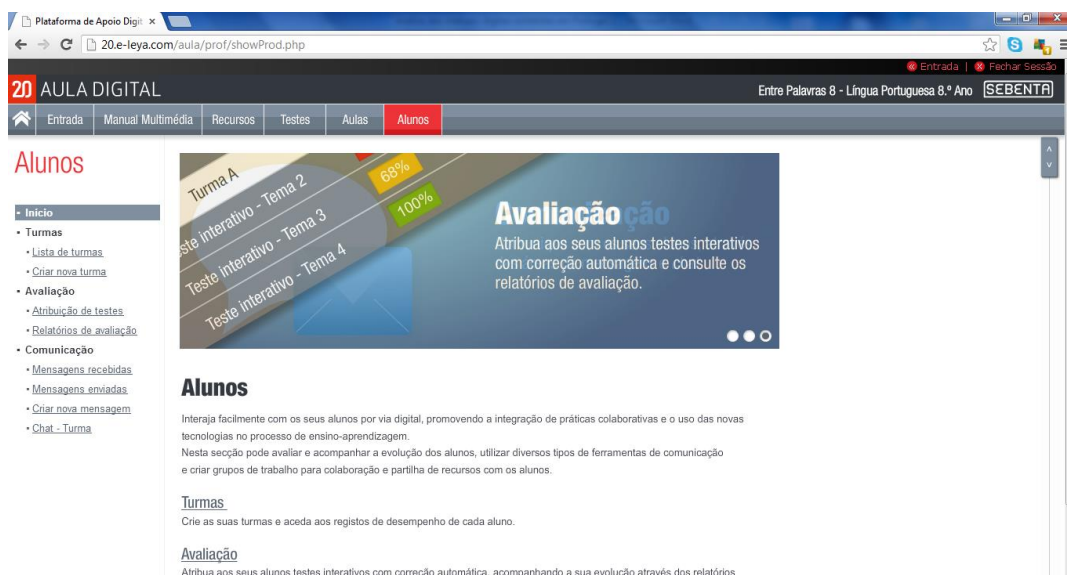 Plataforma de Apoio Digit
20.e-leya.com/aula/prof/showProd.php
Entrada | Fechar Sessão
20 AULA DIGITAL
Entre Palavras 8 - Língua Portuguesa 8.º Ano SEBENTA
Entrada Manual Multimédia Recursos Testes Aulas Alunos
Alunos
Início
Turmas
Lista de turmas
Criar nova turma
Avaliação
Atribuição de testes
Relatórios de avaliação
Comunicação
Mensagens recebidas
Mensagens enviadas
Criar nova mensagem
Chat - Turma
Turma A
Teste interativo - Tema 2 68%
Teste interativo - Tema 3 100%
Teste interativo - Tema 4
Avaliação
Atribua aos seus alunos testes interativos
com correção automática e consulte os
relatórios de avaliação.
Alunos
Interaja facilmente com os seus alunos por via digital, promovendo a integração de práticas colaborativas e o uso das novas
tecnologias no processo de ensino-aprendizagem.
Nesta secção pode avaliar e acompanhar a evolução dos alunos, utilizar diversos tipos de ferramentas de comunicação
e criar grupos de trabalho para colaboração e partilha de recursos com os alunos.
Turmas
Crie as suas turmas e aceda aos registos de desempenho de cada aluno.
Avaliação
Atribua aos seus alunos testes interativos com correção automática, acompanhando a sua evolução através dos relatórios